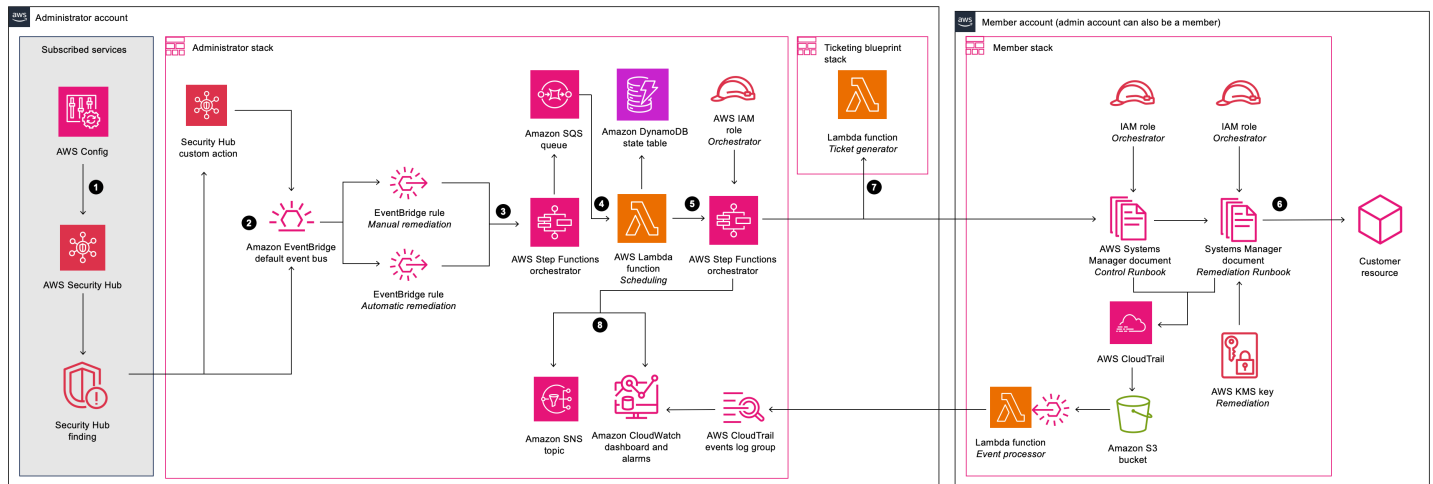 aws
Administrator account
Subscribed services
AWS Config
1
AWS Security Hub
Security Hub
finding
Administrator stack
Security Hub
custom action
2
Amazon EventBridge
default event bus
EventBridge rule
Manual remediation
EventBridge rule
Automatic remediation
3
Amazon SQS
queue
AWS Step Functions
orchestrator
4
Amazon DynamoDB
state table
AWS Lambda
function
Scheduling
5
AWS IAM
role
Orchestrator
AWS Step Functions
orchestrator
8
Amazon SNS
topic
Amazon CloudWatch
dashboard and
alarms
AWS CloudTrail
events log group
Ticketing blueprint
stack
Lambda function
Ticket generator
7
aws
Member account (admin account can also be a member)
Member stack
IAM role
Orchestrator
IAM role
Orchestrator
AWS Systems
Manager document
Control Runbook
Systems Manager
document
Remediation Runbook
6
Customer
resource
AWS CloudTrail
AWS KMS key
Remediation
Lambda function
Event processor
Amazon S3
bucket